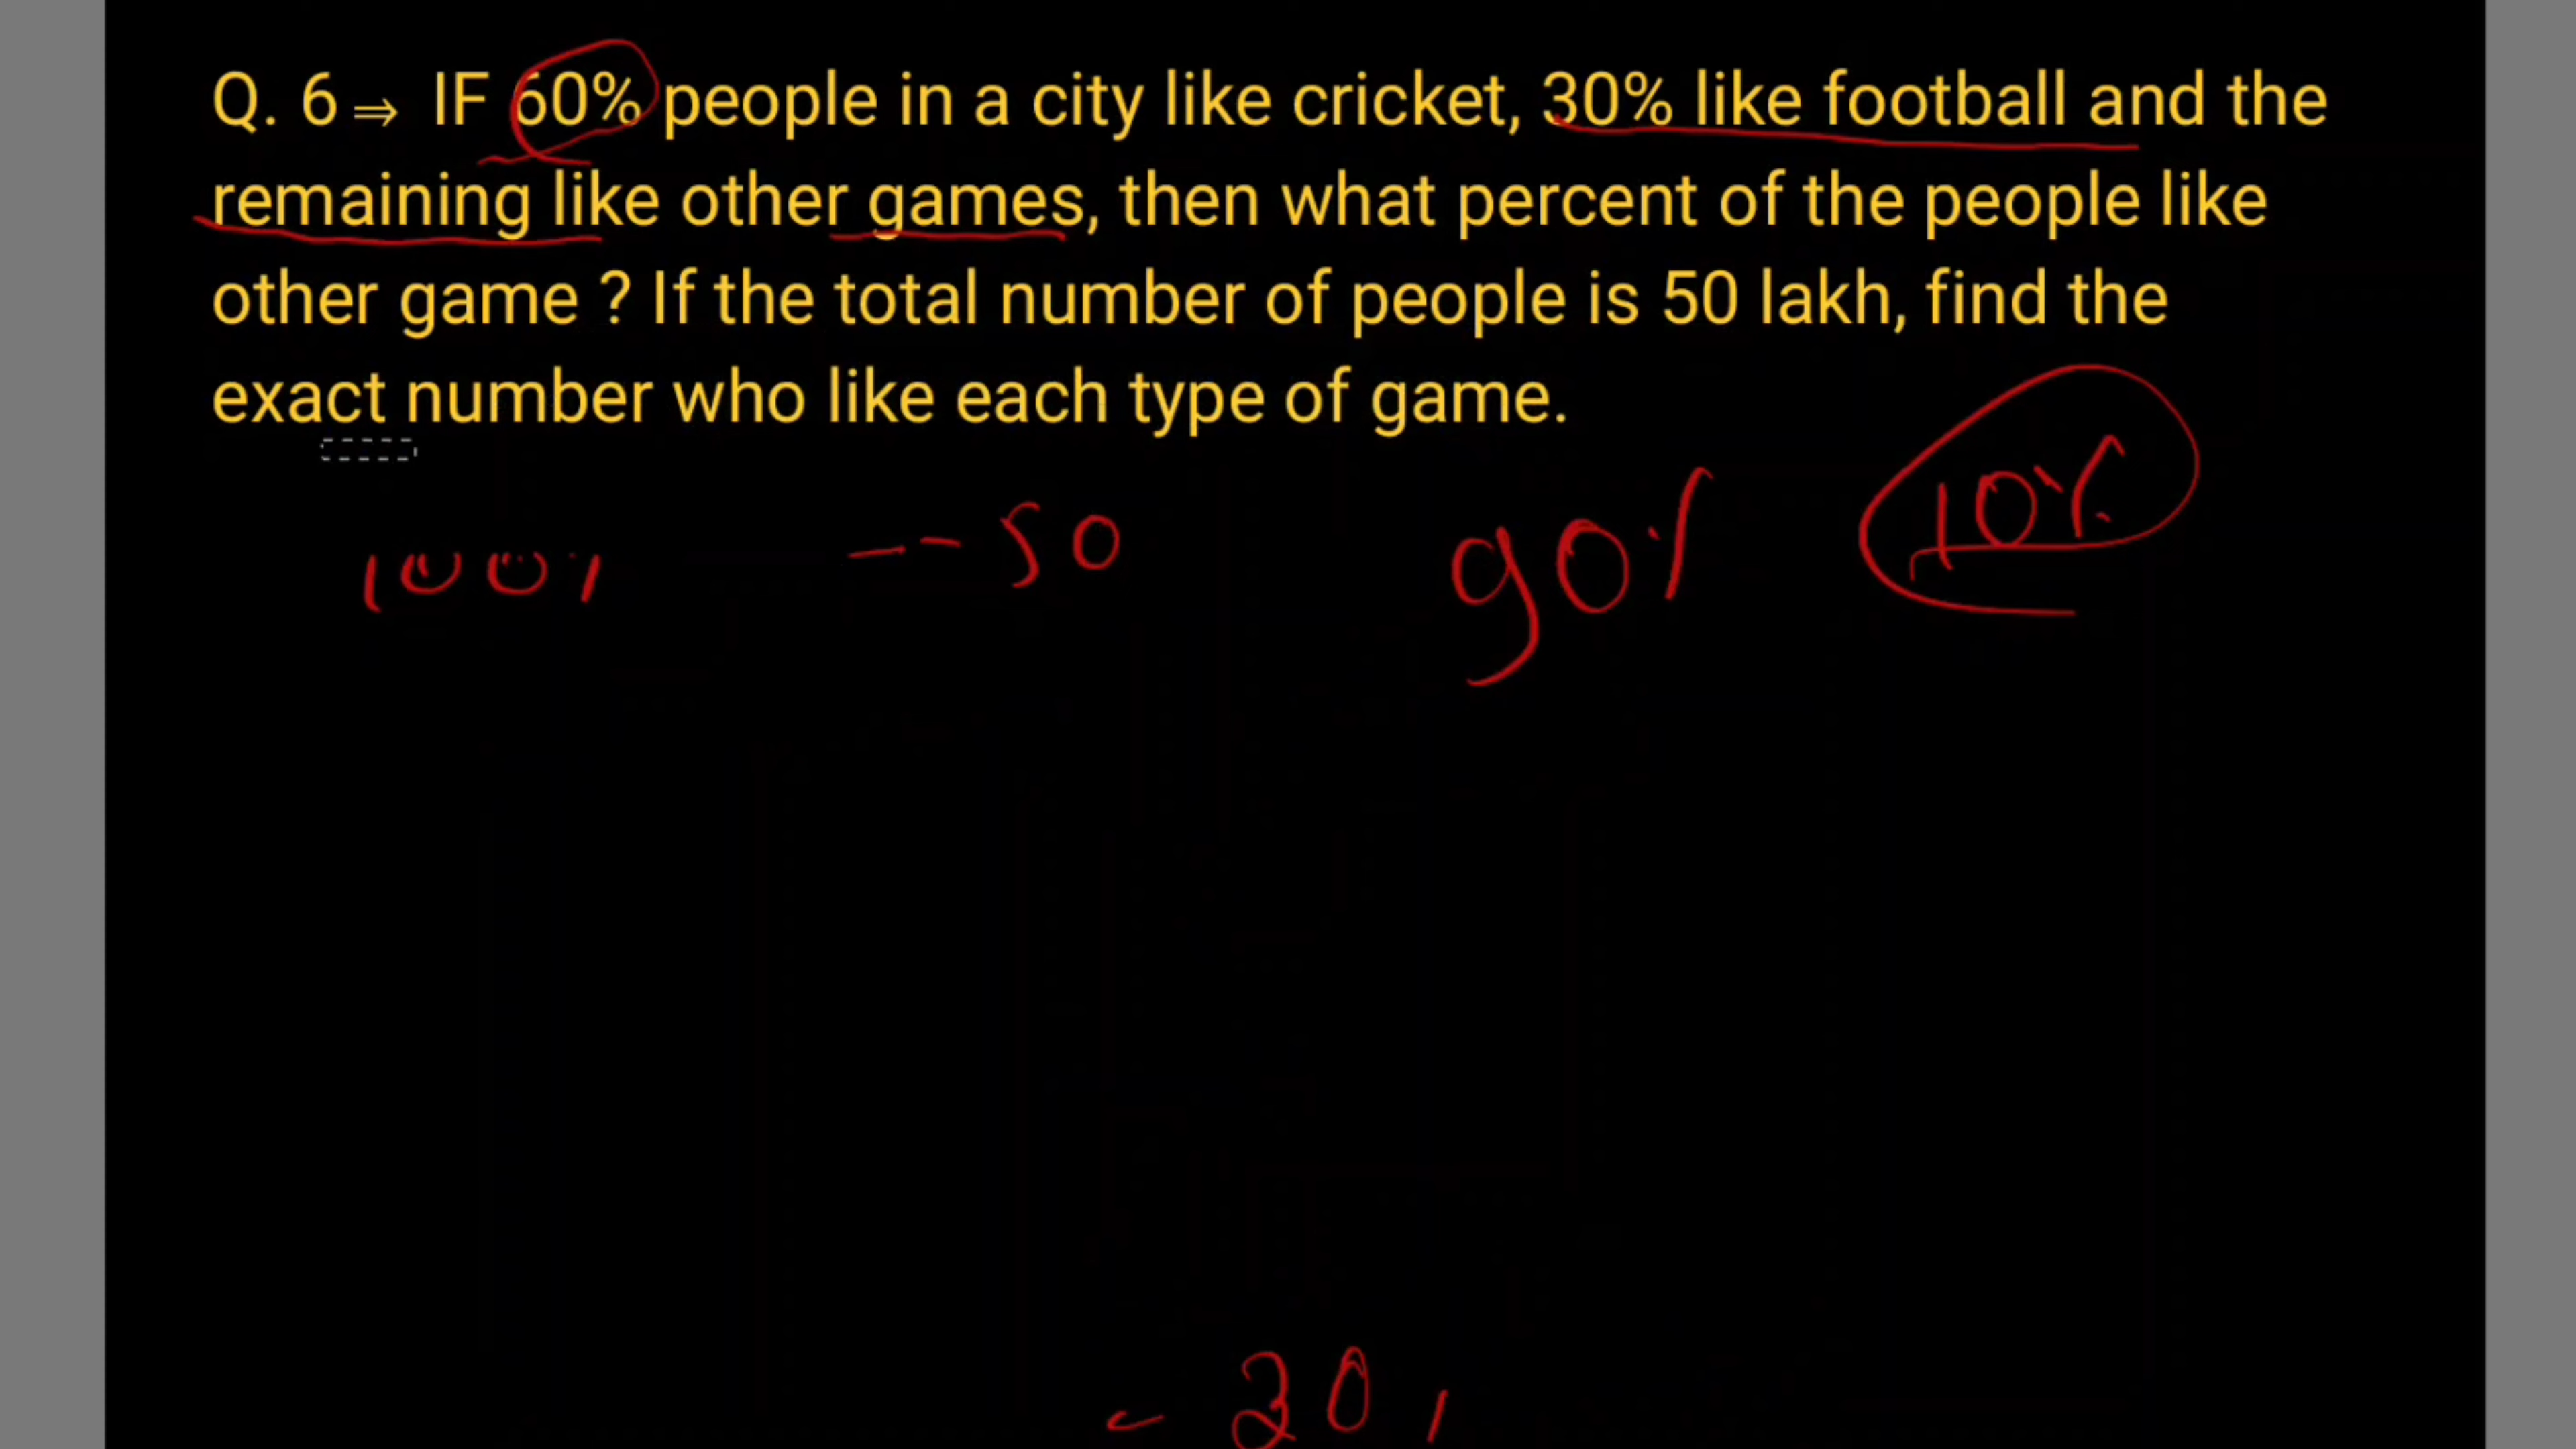 Q. 6⇒ IF 60% people in a city like cricket, 30% like football and the
remaining like other games, then what percent of the people like
other game ? If the total number of people is 50 lakh, find the
exact number who like each type of game.
100% -- 50 90% 10%